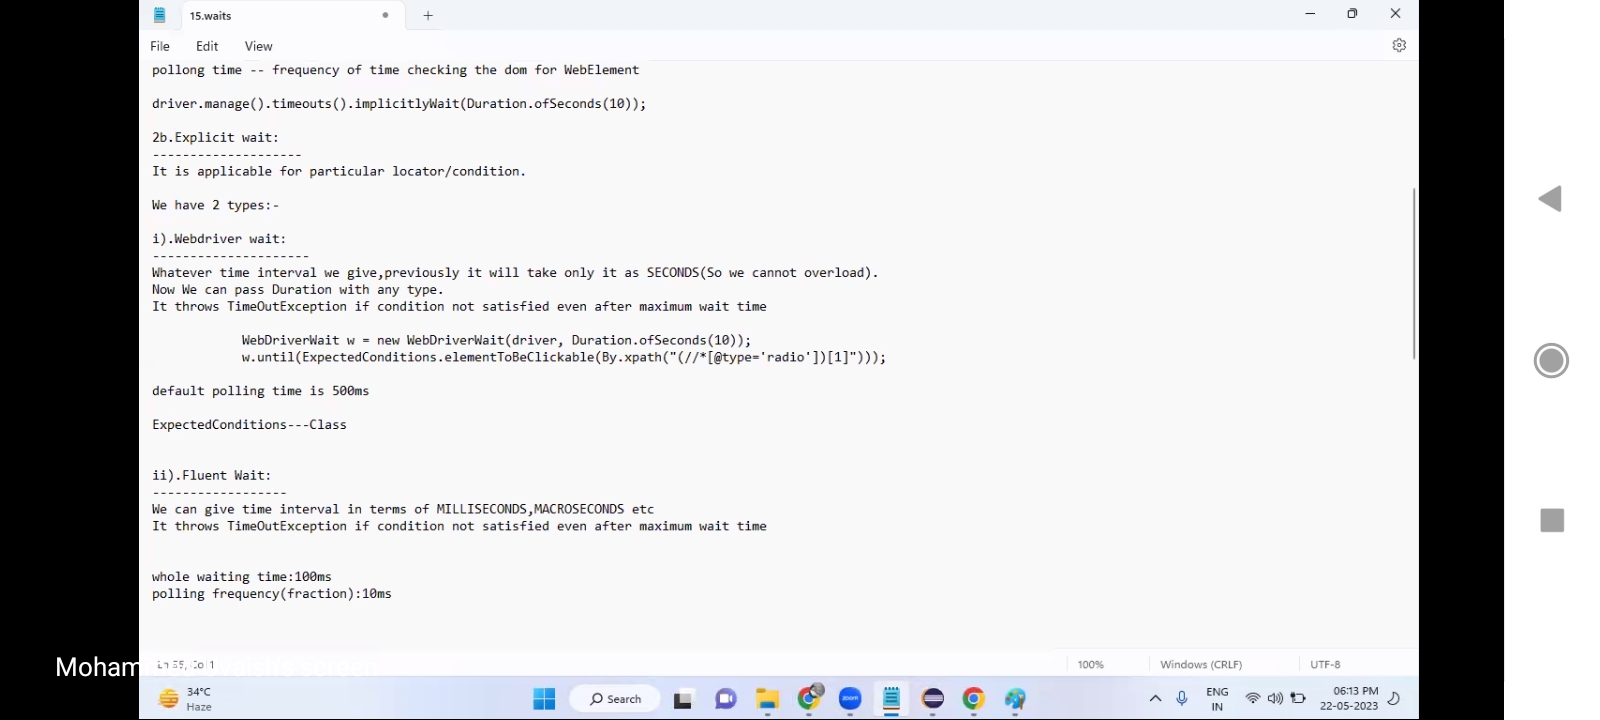 15.waits
File Edit View
pollong time -- frequency of time checking the dom for WebElement
driver.manage().timeouts().implicitlyWait(Duration.ofSeconds(10));
2b.Explicit wait:
--------------------
It is applicable for particular locator/condition.
We have 2 types:-
i).Webdriver wait:
---------------------
Whatever time interval we give,previously it will take only it as SECONDS(So we cannot overload).
Now We can pass Duration with any type.
It throws TimeOutException if condition not satisfied even after maximum wait time
WebDriverWait w = new WebDriverWait(driver, Duration.ofSeconds(10));
w.until(ExpectedConditions.elementToBeClickable(By.xpath("(//*[@type='radio'])[1]")));
default polling time is 500ms
ExpectedConditions---Class
ii).Fluent Wait:
------------------
We can give time interval in terms of MILLISECONDS,MACROSECONDS etc
It throws TimeOutException if condition not satisfied even after maximum wait time
whole waiting time:100ms
polling frequency(fraction):10ms
Ln 55, Col 1 100% Windows (CRLF) UTF-8
34°C
Haze
Search
zoom
ENG
IN
06:13 PM
22-05-2023